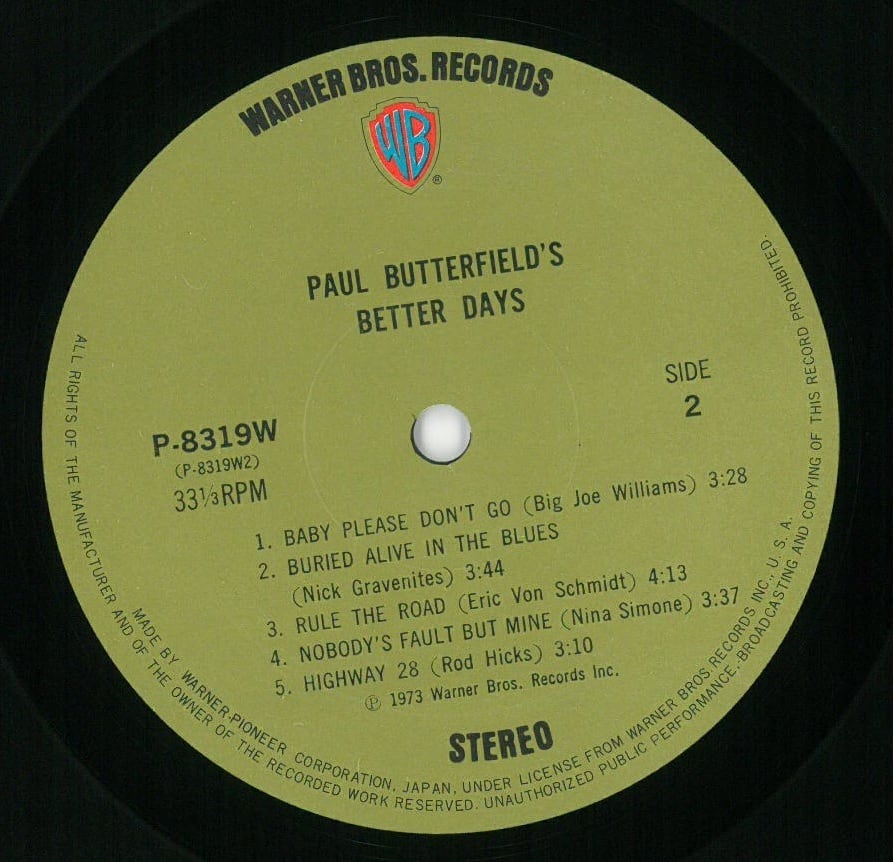 WARNER BROS. RECORDS
WB
®
PAUL BUTTERFIELD'S
BETTER DAYS
SIDE
2
P-8319W
(P-8319W2)
33⅓RPM
1. BABY PLEASE DON'T GO (Big Joe Williams) 3:28
2. BURIED ALIVE IN THE BLUES
(Nick Gravenites) 3:44
3. RULE THE ROAD (Eric Von Schmidt) 4:13
4. NOBODY'S FAULT BUT MINE (Nina Simone) 3:37
5. HIGHWAY 28 (Rod Hicks) 3:10
℗ 1973 Warner Bros. Records Inc.
STEREO
MADE BY WARNER-PIONEER CORPORATION, JAPAN, UNDER LICENSE FROM WARNER BROS. RECORDS INC., U. S. A.
ALL RIGHTS OF THE MANUFACTURER AND OF THE OWNER OF THE RECORDED WORK RESERVED. UNAUTHORIZED PUBLIC PERFORMANCE, BROADCASTING AND COPYING OF THIS RECORD PROHIBITED.